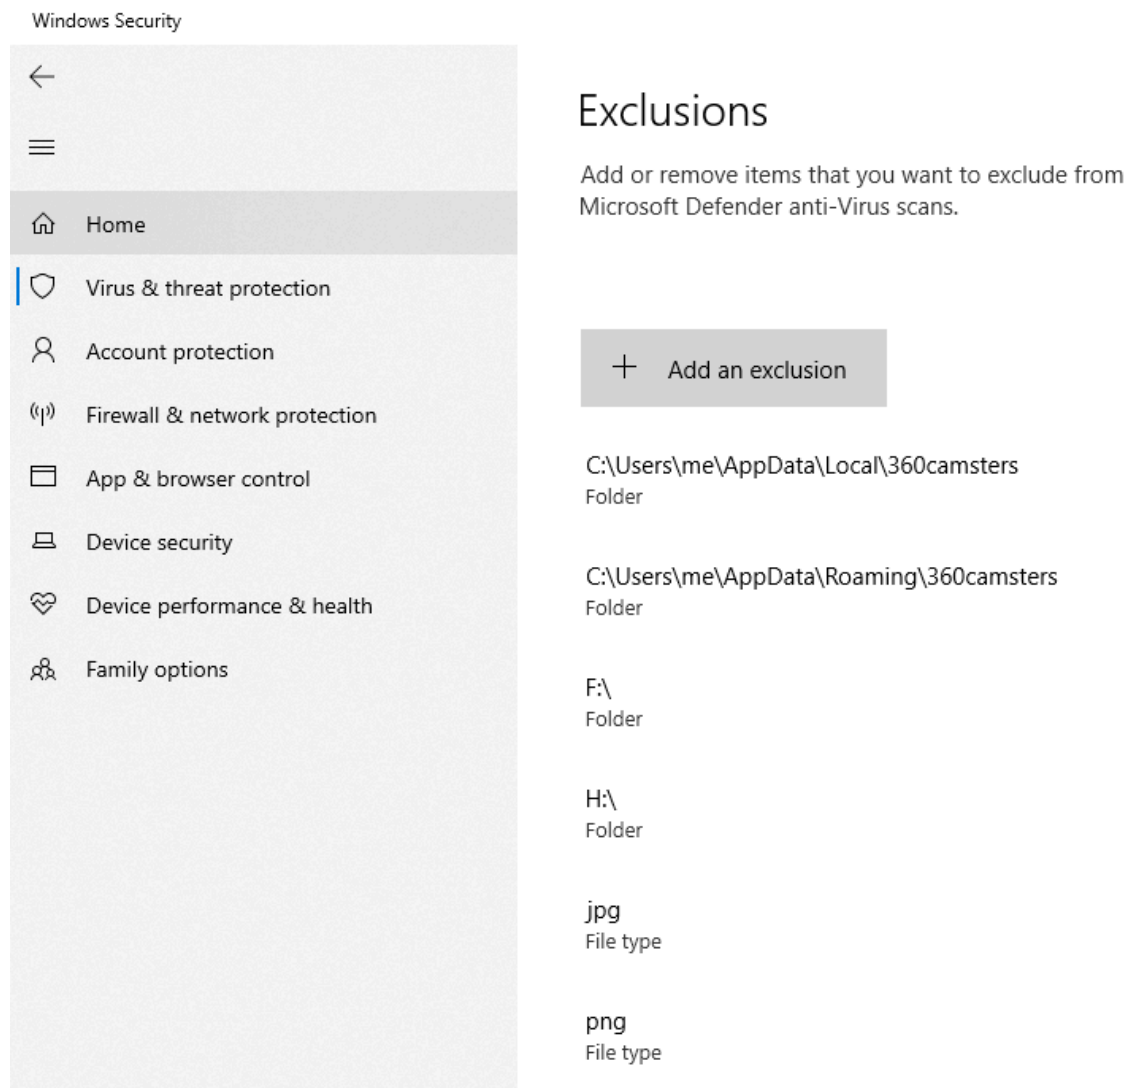 Windows Security
Home
Virus & threat protection
Account protection
Firewall & network protection
App & browser control
Device security
Device performance & health
Family options
Exclusions
Add or remove items that you want to exclude from
Microsoft Defender anti-Virus scans.
Add an exclusion
C:\Users\me\AppData\Local\360camsters
Folder
C:\Users\me\AppData\Roaming\360camsters
Folder
F:\
Folder
H:\
Folder
jpg
File type
png
File type